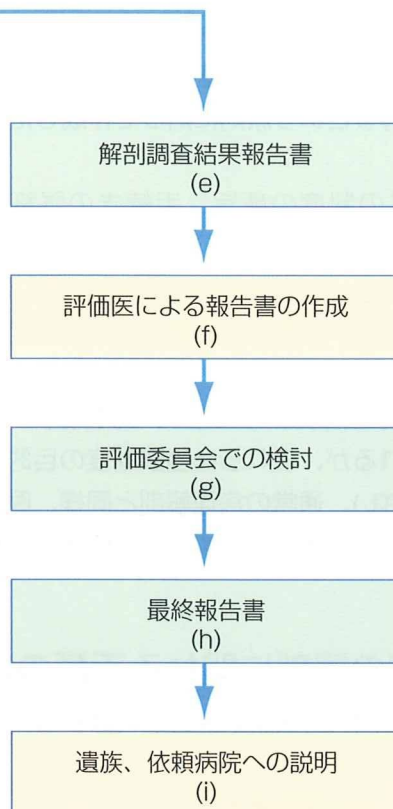 解剖調査結果報告書
(e)
評価医による報告書の作成
(f)
評価委員会での検討
(g)
最終報告書
(h)
遺族、依頼病院への説明
(i)